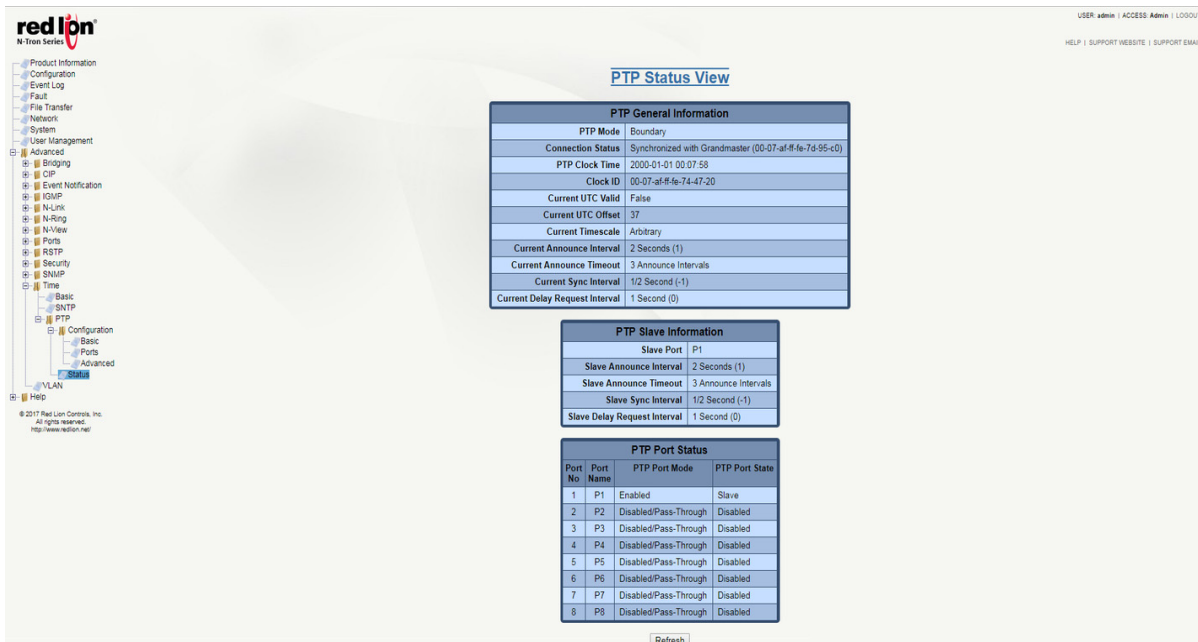 USER: admin | ACCESS: Admin | LOGOU
HELP | SUPPORT WEBSITE | SUPPORT EMAI
red lion®
N-Tron Series
Product Information
Configuration
Event Log
Fault
File Transfer
Network
System
User Management
Advanced
Bridging
CIP
Event Notification
IGMP
N-Link
N-Ring
N-View
Ports
RSTP
Security
SNMP
Time
Basic
SNTP
PTP
Configuration
Basic
Ports
Advanced
Status
VLAN
Help
© 2017 Red Lion Controls, Inc.
All rights reserved.
http://www.redlion.net/
PTP Status View
PTP General Information
PTP Mode Boundary
Connection Status Synchronized with Grandmaster (00-07-af-ff-fe-7d-95-c0)
PTP Clock Time 2000-01-01 00:07:58
Clock ID 00-07-af-ff-fe-74-47-20
Current UTC Valid False
Current UTC Offset 37
Current Timescale Arbitrary
Current Announce Interval 2 Seconds (1)
Current Announce Timeout 3 Announce Intervals
Current Sync Interval 1/2 Second (-1)
Current Delay Request Interval 1 Second (0)
PTP Slave Information
Slave Port P1
Slave Announce Interval 2 Seconds (1)
Slave Announce Timeout 3 Announce Intervals
Slave Sync Interval 1/2 Second (-1)
Slave Delay Request Interval 1 Second (0)
PTP Port Status
Port No Port Name PTP Port Mode PTP Port State
1 P1 Enabled Slave
2 P2 Disabled/Pass-Through Disabled
3 P3 Disabled/Pass-Through Disabled
4 P4 Disabled/Pass-Through Disabled
5 P5 Disabled/Pass-Through Disabled
6 P6 Disabled/Pass-Through Disabled
7 P7 Disabled/Pass-Through Disabled
8 P8 Disabled/Pass-Through Disabled
Refresh